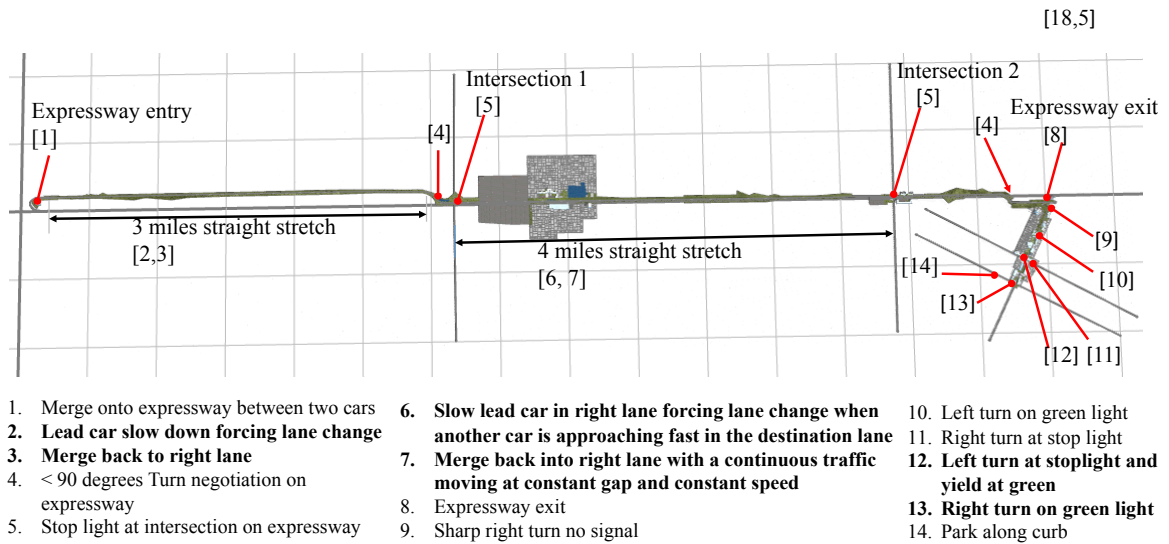 [18,5]
Intersection 1
[5]
Intersection 2
[5]
Expressway entry
[1]
[4]
[4]
Expressway exit
[8]
3 miles straight stretch
[2,3]
4 miles straight stretch
[6, 7]
[9]
[10]
[14]
[13]
[12]
[11]
1. Merge onto expressway between two cars
2. Lead car slow down forcing lane change
3. Merge back to right lane
4. < 90 degrees Turn negotiation on
expressway
5. Stop light at intersection on expressway
6. Slow lead car in right lane forcing lane change when
another car is approaching fast in the destination lane
7. Merge back into right lane with a continuous traffic
moving at constant gap and constant speed
8. Expressway exit
9. Sharp right turn no signal
10. Left turn on green light
11. Right turn at stop light
12. Left turn at stoplight and
yield at green
13. Right turn on green light
14. Park along curb